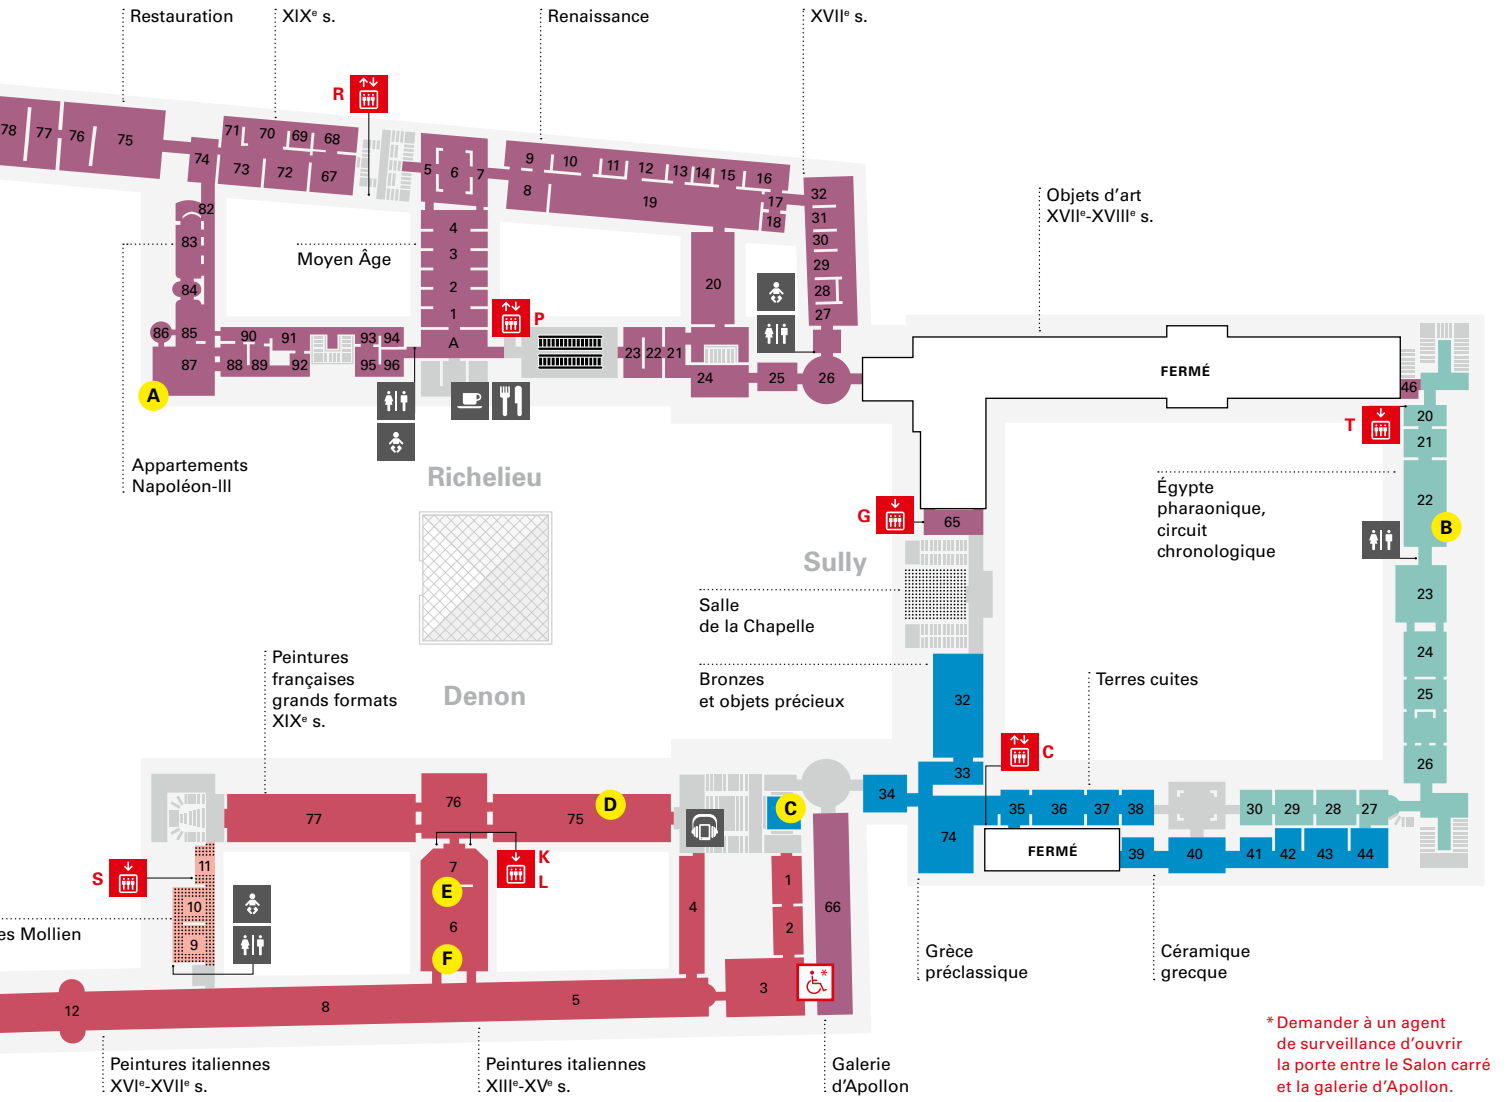 Restauration
XIXe s.
Renaissance
XVIIe s.
R
78
77
76
75
74
71
70
69
68
73
72
67
5
6
7
9
10
11
12
13
14
15
16
8
19
17
18
32
31
30
29
28
27
82
83
84
86
85
87
90
91
93
94
88
89
92
95
96
4
3
2
1
A
20
23
22
21
24
25
26
P
A
Moyen Âge
Objets d'art
XVIIe-XVIIIe s.
FERMÉ
46
T
20
21
22
B
23
24
25
26
Appartements
Napoléon-III
Richelieu
Égypte
pharaonique,
circuit
chronologique
G
65
Sully
Salle
de la Chapelle
Peintures
françaises
grands formats
XIXe s.
Denon
Bronzes
et objets précieux
Terres cuites
32
33
34
74
C
35
36
37
38
30
29
28
27
FERMÉ
39
40
41
42
43
44
77
76
75
D
C
K
L
S
11
10
9
7
E
6
F
4
1
2
3
66
*
es Mollien
12
8
5
Grèce
préclassique
Céramique
grecque
Peintures italiennes
XVIe-XVIIe s.
Peintures italiennes
XIIIe-XVe s.
Galerie
d'Apollon
* Demander à un agent
de surveillance d'ouvrir
la porte entre le Salon carré
et la galerie d'Apollon.